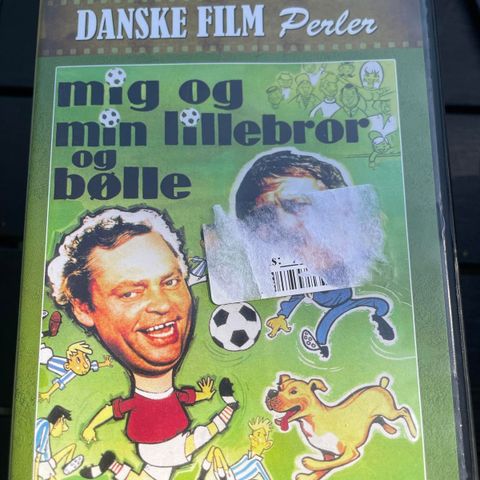 DANSKE FILM Perler
mig og
min lillebror
og
bølle